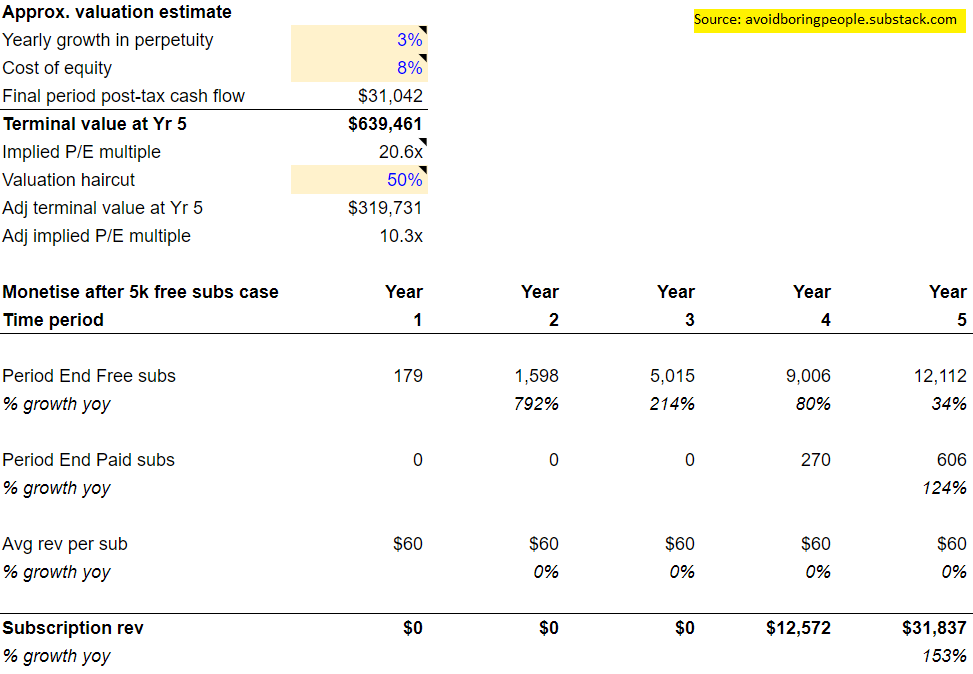 Approx. valuation estimate
Source: avoidboringpeople.substack.com
Yearly growth in perpetuity 3%
Cost of equity 8%
Final period post-tax cash flow $31,042
Terminal value at Yr 5 $639,461
Implied P/E multiple 20.6x
Valuation haircut 50%
Adj terminal value at Yr 5 $319,731
Adj implied P/E multiple 10.3x
Monetise after 5k free subs case Year Year Year Year Year
Time period 1 2 3 4 5
Period End Free subs 179 1,598 5,015 9,006 12,112
% growth yoy 792% 214% 80% 34%
Period End Paid subs 0 0 0 270 606
% growth yoy 124%
Avg rev per sub $60 $60 $60 $60 $60
% growth yoy 0% 0% 0% 0%
Subscription rev $0 $0 $0 $12,572 $31,837
% growth yoy 153%